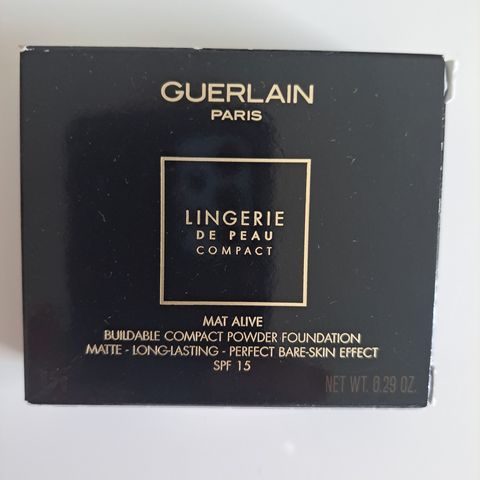 GUERLAIN
PARIS
LINGERIE
DE PEAU
COMPACT
MAT ALIVE
BUILDABLE COMPACT POWDER FOUNDATION
MATTE - LONG-LASTING - PERFECT BARE-SKIN EFFECT
SPF 15
NET WT. 0.29 OZ.